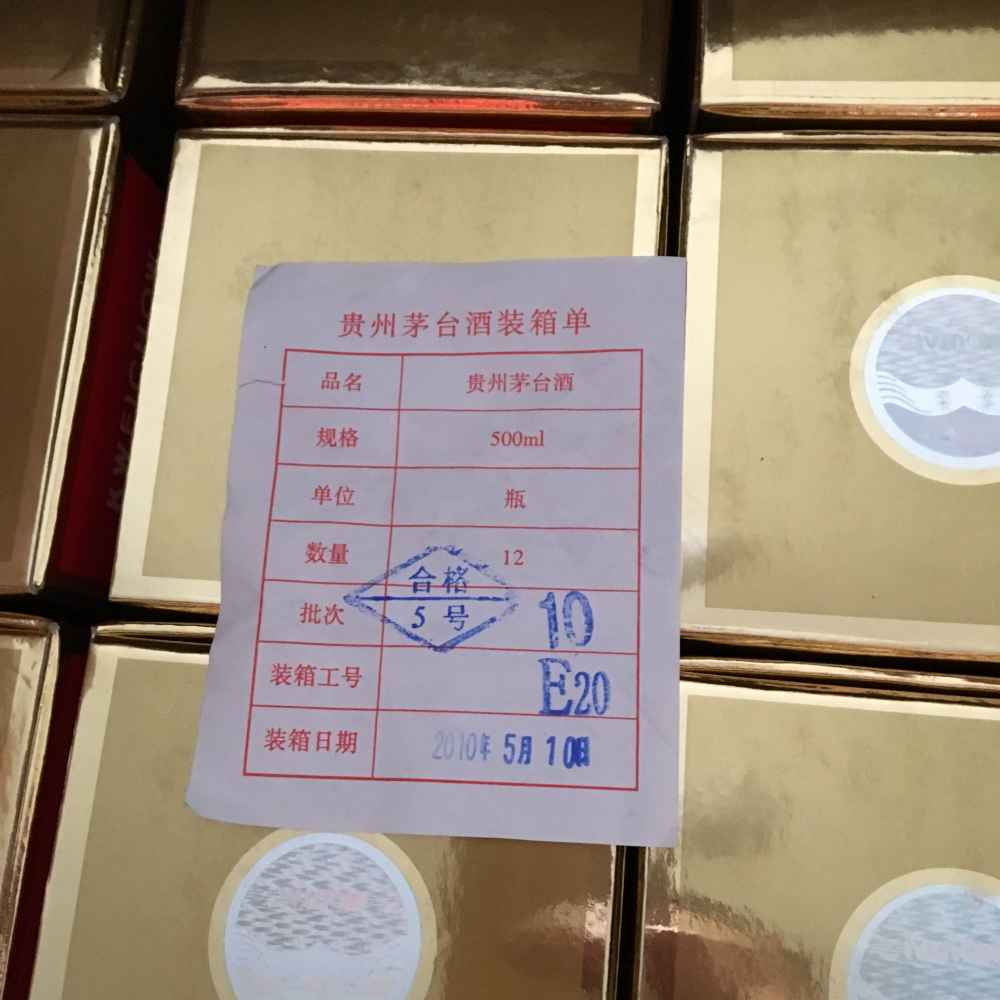 贵州茅台酒装箱单
品名 贵州茅台酒
规格 500ml
单位 瓶
数量 12
合格
批次 5号 10
装箱工号 E20
装箱日期 2010年 5月 10日
KWEICHOW